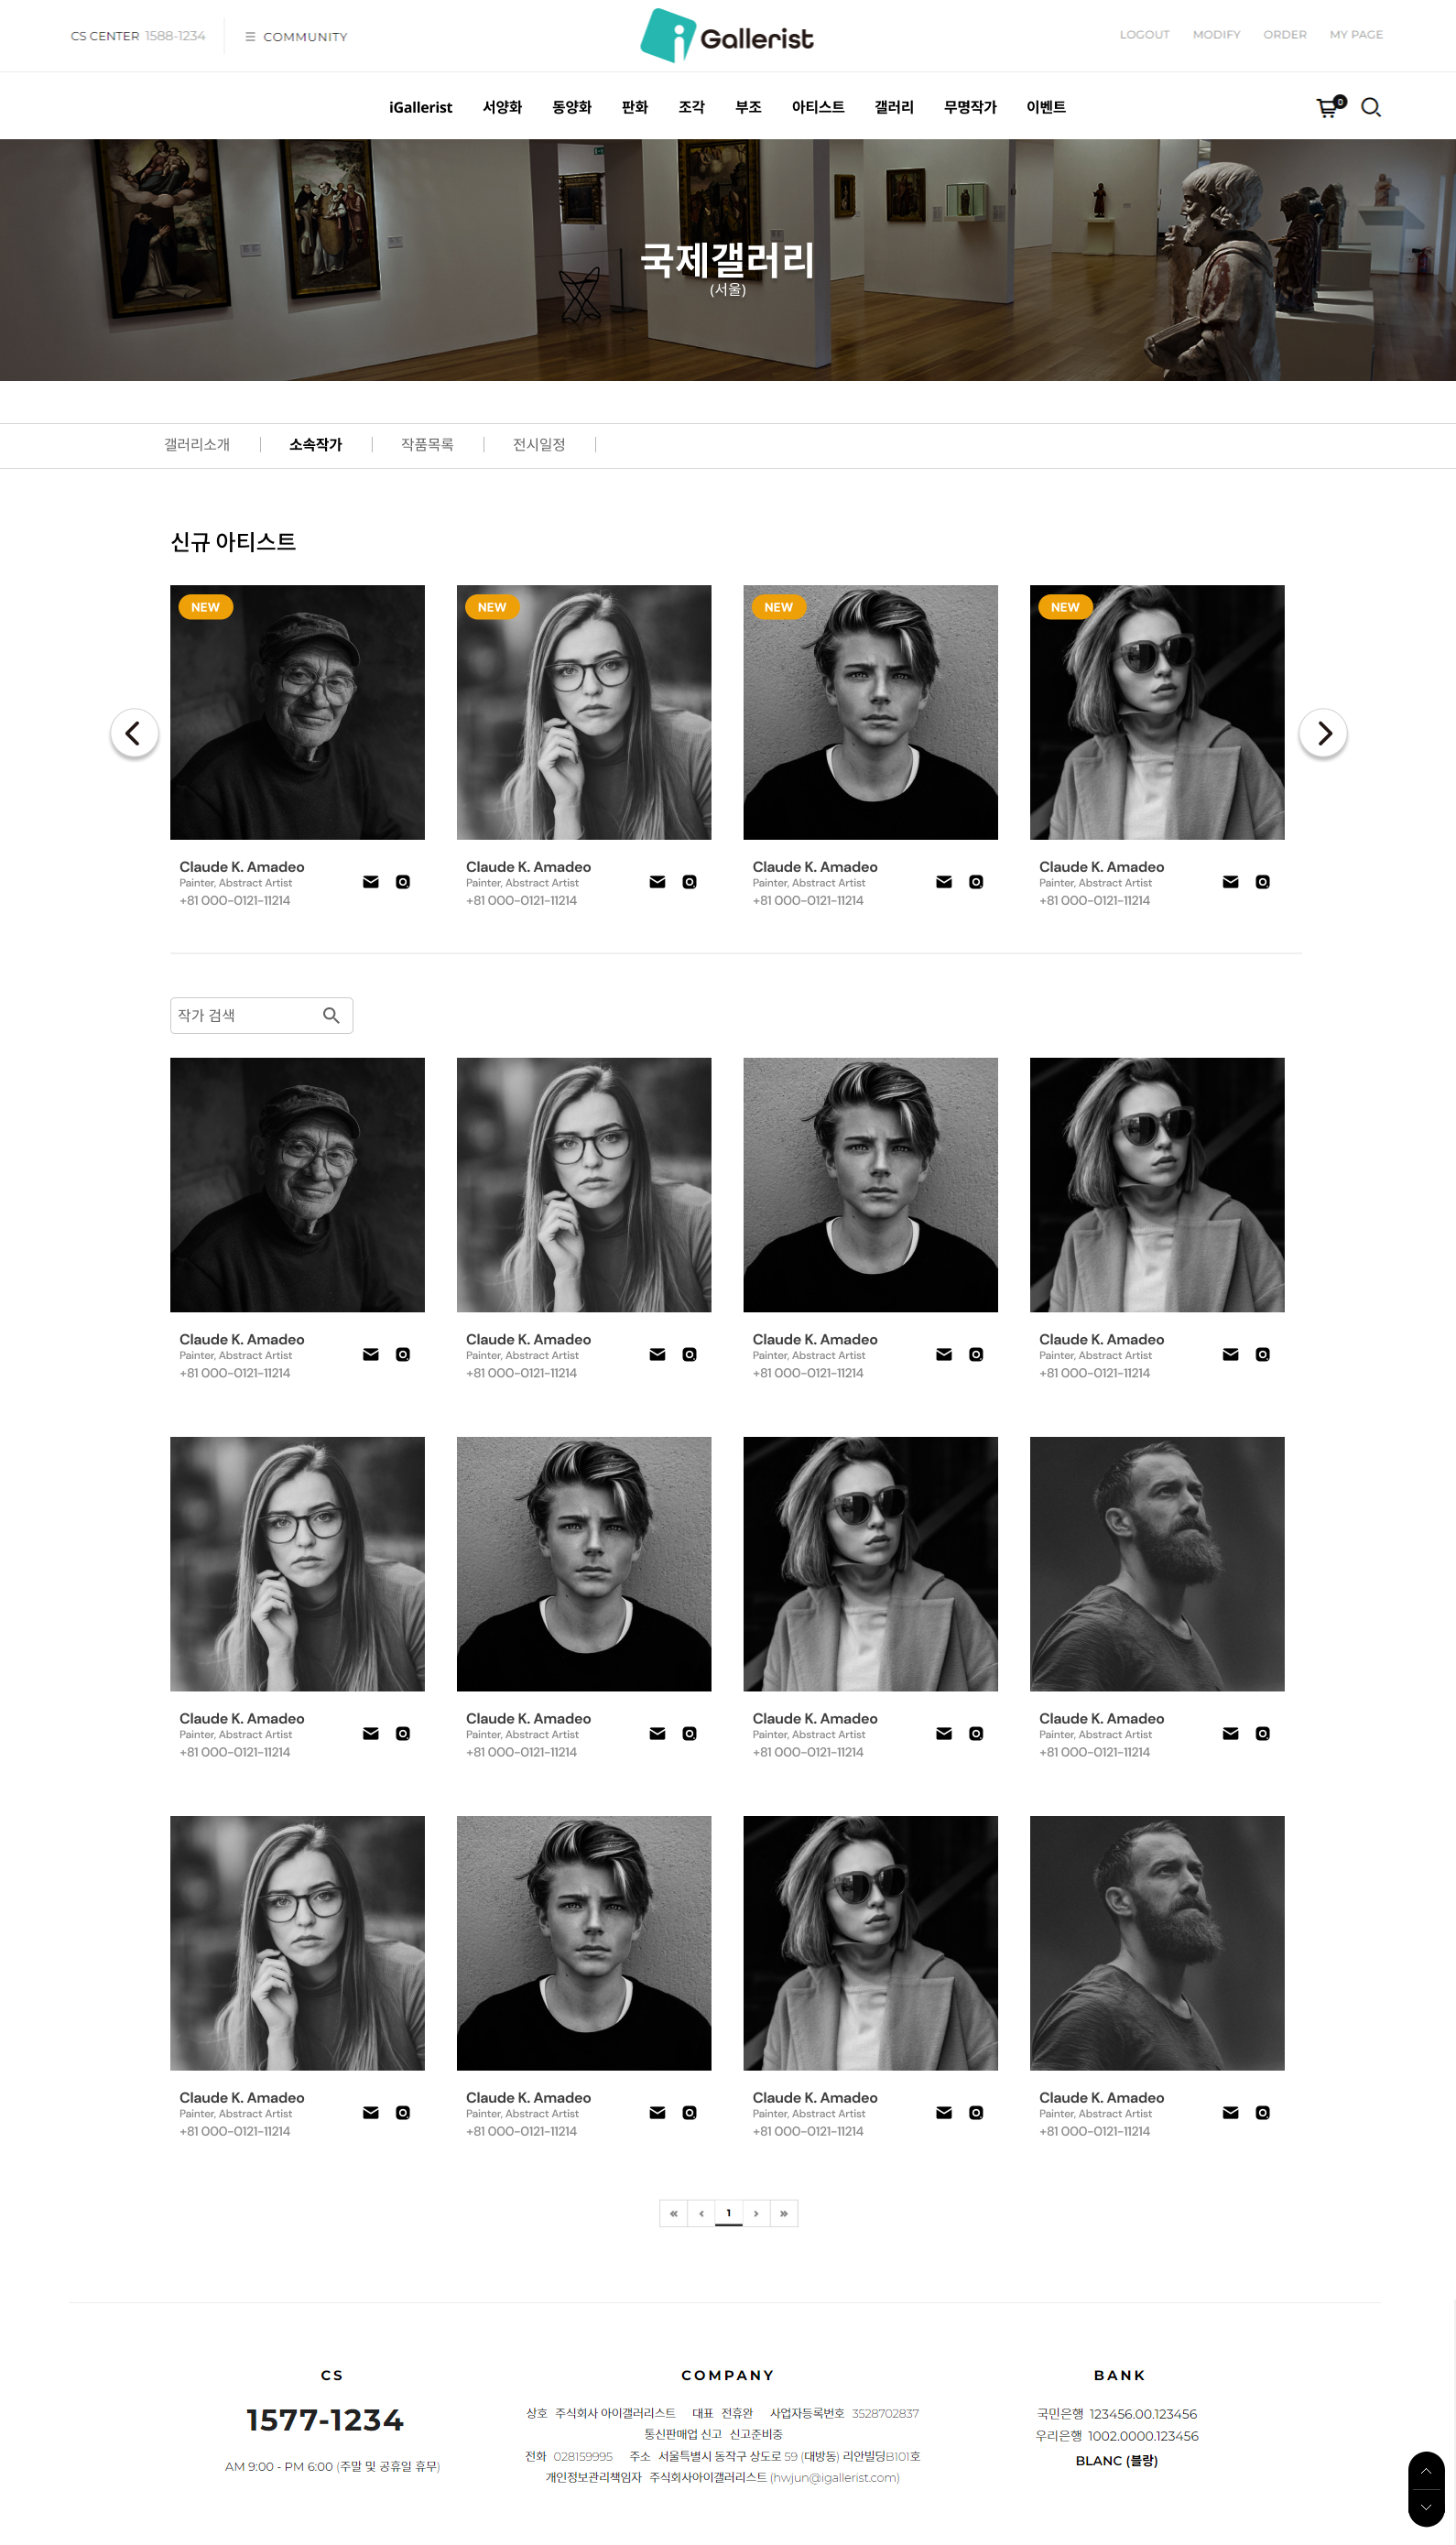 CS CENTER 1588-1234
☰ COMMUNITY
i Gallerist
LOGOUT MODIFY ORDER MY PAGE
iGallerist 서양화 동양화 판화 조각 부조 아티스트 갤러리 무명작가 이벤트
0
국제갤러리
(서울)
갤러리소개 소속작가 작품목록 전시일정
신규 아티스트
NEW NEW NEW NEW
Claude K. Amadeo Claude K. Amadeo Claude K. Amadeo Claude K. Amadeo
Painter, Abstract Artist Painter, Abstract Artist Painter, Abstract Artist Painter, Abstract Artist
+81 000-0121-11214 +81 000-0121-11214 +81 000-0121-11214 +81 000-0121-11214
작가 검색
Claude K. Amadeo Claude K. Amadeo Claude K. Amadeo Claude K. Amadeo
Painter, Abstract Artist Painter, Abstract Artist Painter, Abstract Artist Painter, Abstract Artist
+81 000-0121-11214 +81 000-0121-11214 +81 000-0121-11214 +81 000-0121-11214
Claude K. Amadeo Claude K. Amadeo Claude K. Amadeo Claude K. Amadeo
Painter, Abstract Artist Painter, Abstract Artist Painter, Abstract Artist Painter, Abstract Artist
+81 000-0121-11214 +81 000-0121-11214 +81 000-0121-11214 +81 000-0121-11214
Claude K. Amadeo Claude K. Amadeo Claude K. Amadeo Claude K. Amadeo
Painter, Abstract Artist Painter, Abstract Artist Painter, Abstract Artist Painter, Abstract Artist
+81 000-0121-11214 +81 000-0121-11214 +81 000-0121-11214 +81 000-0121-11214
« ‹ 1 › »
CS
1577-1234
AM 9:00 - PM 6:00 (주말 및 공휴일 휴무)
COMPANY
상호 주식회사 아이갤러리스트 대표 전휴완 사업자등록번호 3528702837
통신판매업 신고 신고준비중
전화 028159995 주소 서울특별시 동작구 상도로 59 (대방동) 리안빌딩B101호
개인정보관리책임자 주식회사아이갤러리스트 (hwjun@igallerist.com)
BANK
국민은행 123456.00.123456
우리은행 1002.0000.123456
BLANC (블랑)